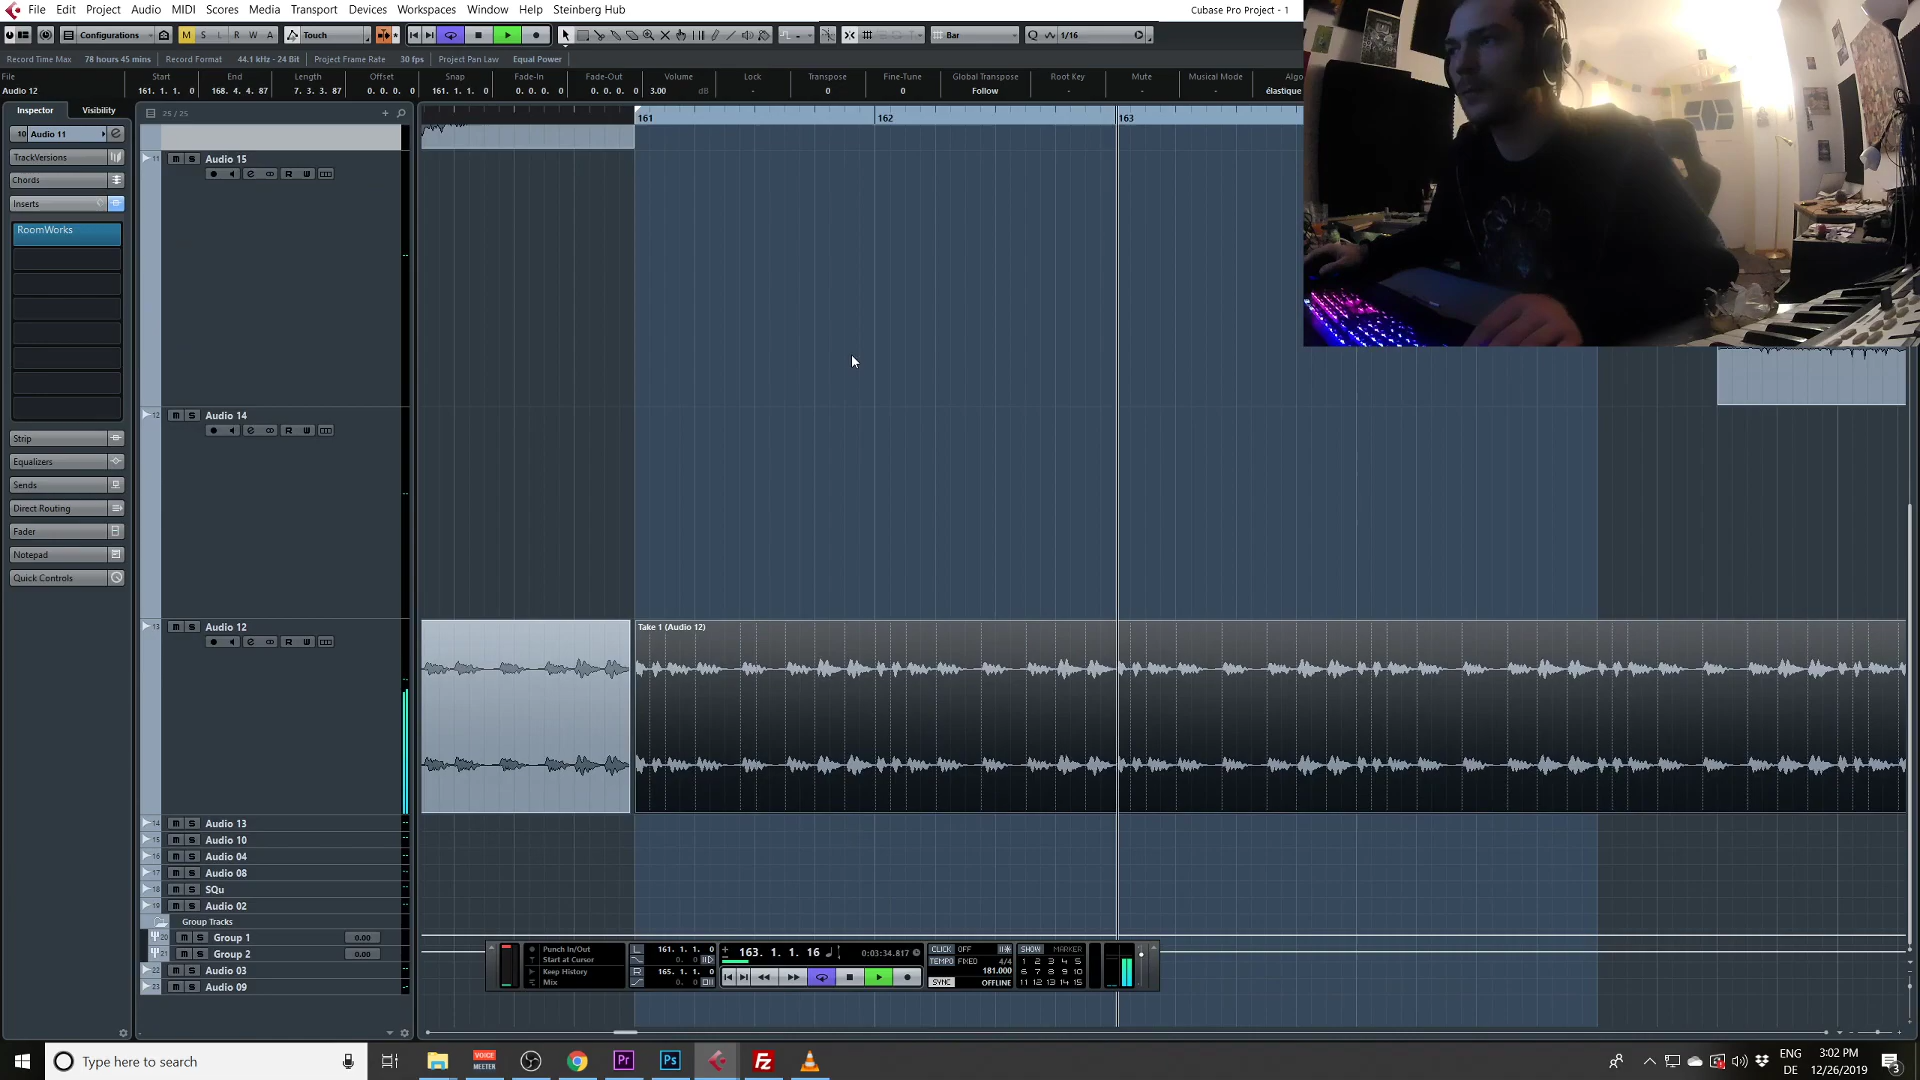 File Edit Project Audio MIDI Scores Media Transport Devices Workspaces Window Help Steinberg Hub Cubase Pro Project - 1
Configurations M S L R W A Touch Bar Q 1/16
Record Time Max 78 hours 45 mins Record Format 44.1 kHz - 24 Bit Project Frame Rate 30 fps Project Pan Law Equal Power
File Start End Length Offset Snap Fade-In Fade-Out Volume Lock Transpose Fine-Tune Global Transpose Root Key Mute Musical Mode Algo
Audio 12 161. 1. 1. 0 168. 4. 4. 87 7. 3. 3. 87 0. 0. 0. 0 161. 1. 1. 0 0. 0. 0. 0 0. 0. 0. 0 3.00 dB - 0 0 Follow - - - élastique
Inspector Visibility 25 / 25
161 162 163
10 Audio 11
TrackVersions
Chords
Inserts
RoomWorks
Strip
Equalizers
Sends
Direct Routing
Fader
Notepad
Quick Controls
11 m S Audio 15
e R W
12 m S Audio 14
e R W
13 m S Audio 12
e R W
Take 1 (Audio 12)
14 m S Audio 13
15 m S Audio 10
16 m S Audio 04
17 m S Audio 08
18 m S SQu
19 m S Audio 02
Group Tracks
20 m S Group 1 0.00
21 m S Group 2 0.00
22 m S Audio 03
23 m S Audio 09
Punch In/Out
Start at Cursor
Keep History
Mix
L 161. 1. 1. 0
0. 0
R 165. 1. 1. 0
0. 0
163. 1. 1. 16 0:03:34.817
CLICK OFF
TEMPO FIXED 4/4
181.000
SYNC OFFLINE
SHOW MARKER
1 2 3 4 5
6 7 8 9 10
11 12 13 14 15
Type here to search
VOICE MEETER
Pr
Ps
FZ
ENG
DE
3:02 PM
12/26/2019
3